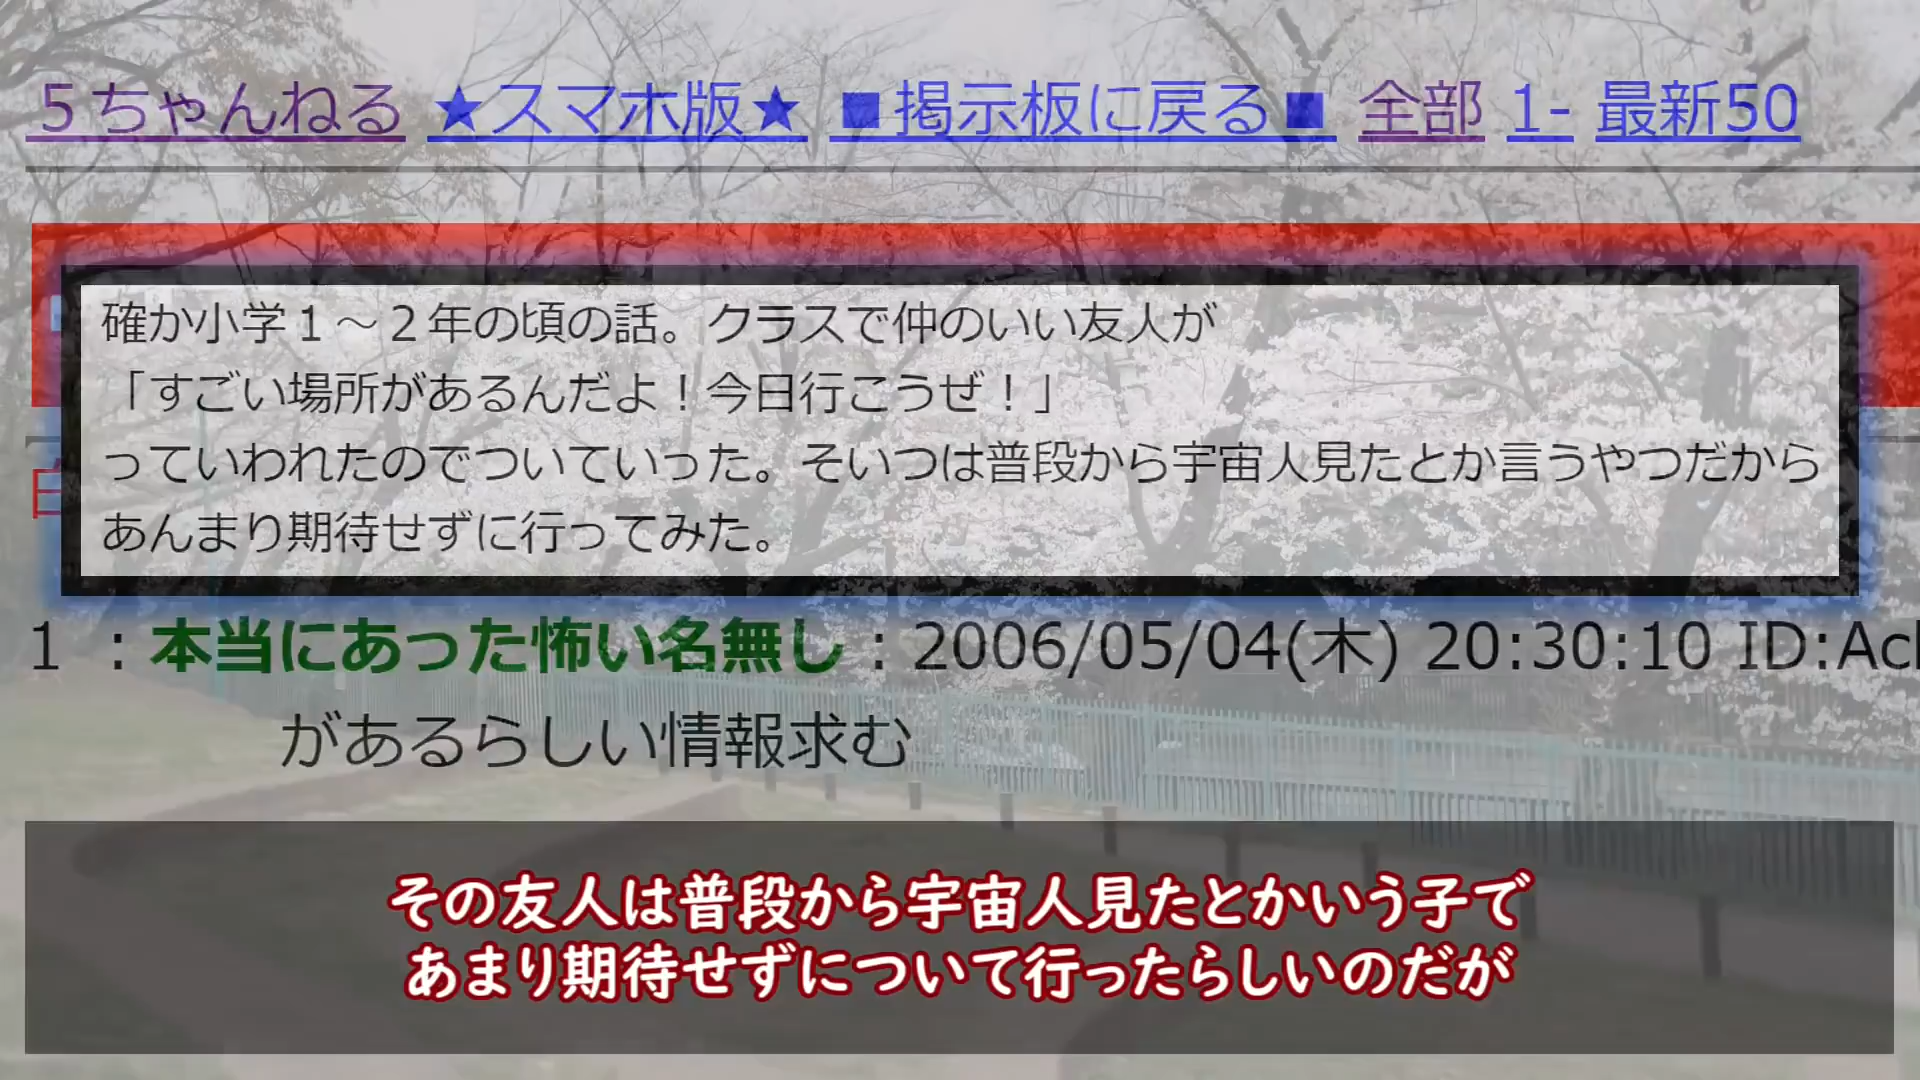 5ちゃんねる ★スマホ版★ ■掲示板に戻る■ 全部 1- 最新50
確か小学１～２年の頃の話。クラスで仲のいい友人が
「すごい場所があるんだよ！今日行こうぜ！」
っていわれたのでついていった。そいつは普段から宇宙人見たとか言うやつだから
あんまり期待せずに行ってみた。
1 ：本当にあった怖い名無し：2006/05/04(木) 20:30:10 ID:Ac
があるらしい情報求む
その友人は普段から宇宙人見たとかいう子で
あまり期待せずについて行ったらしいのだが